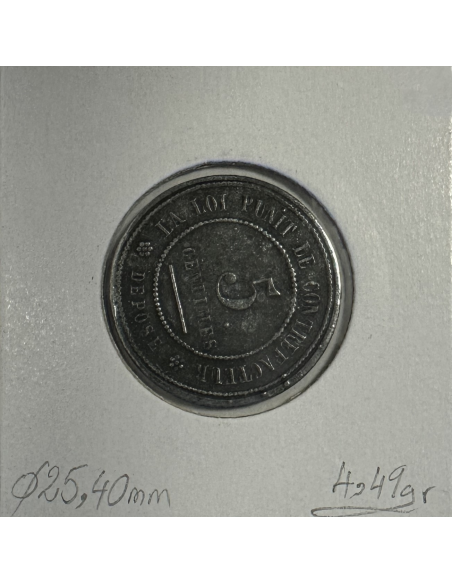 LA LOI PUNIT LE CONTREFACTEUR
DEPOSE
5
CENTIMES
Ø25,40mm
4,49gr